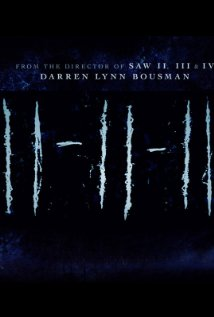 FROM THE DIRECTOR OF SAW II, III & IV
DARREN LYNN BOUSMAN
11-11-11